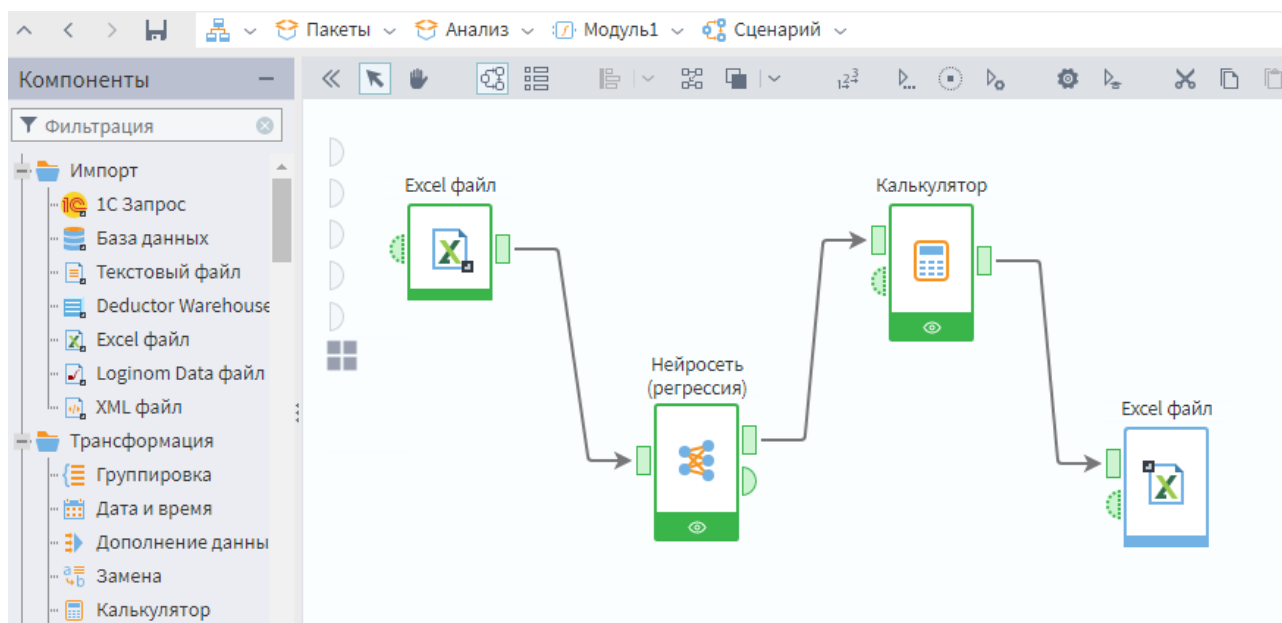 Пакеты Анализ Модуль1 Сценарий
Компоненты
Фильтрация
Импорт
1С Запрос
База данных
Текстовый файл
Deductor Warehouse
Excel файл
Loginom Data файл
XML файл
Трансформация
Группировка
Дата и время
Дополнение данны
Замена
Калькулятор
Excel файл
Нейросеть
(регрессия)
Калькулятор
Excel файл